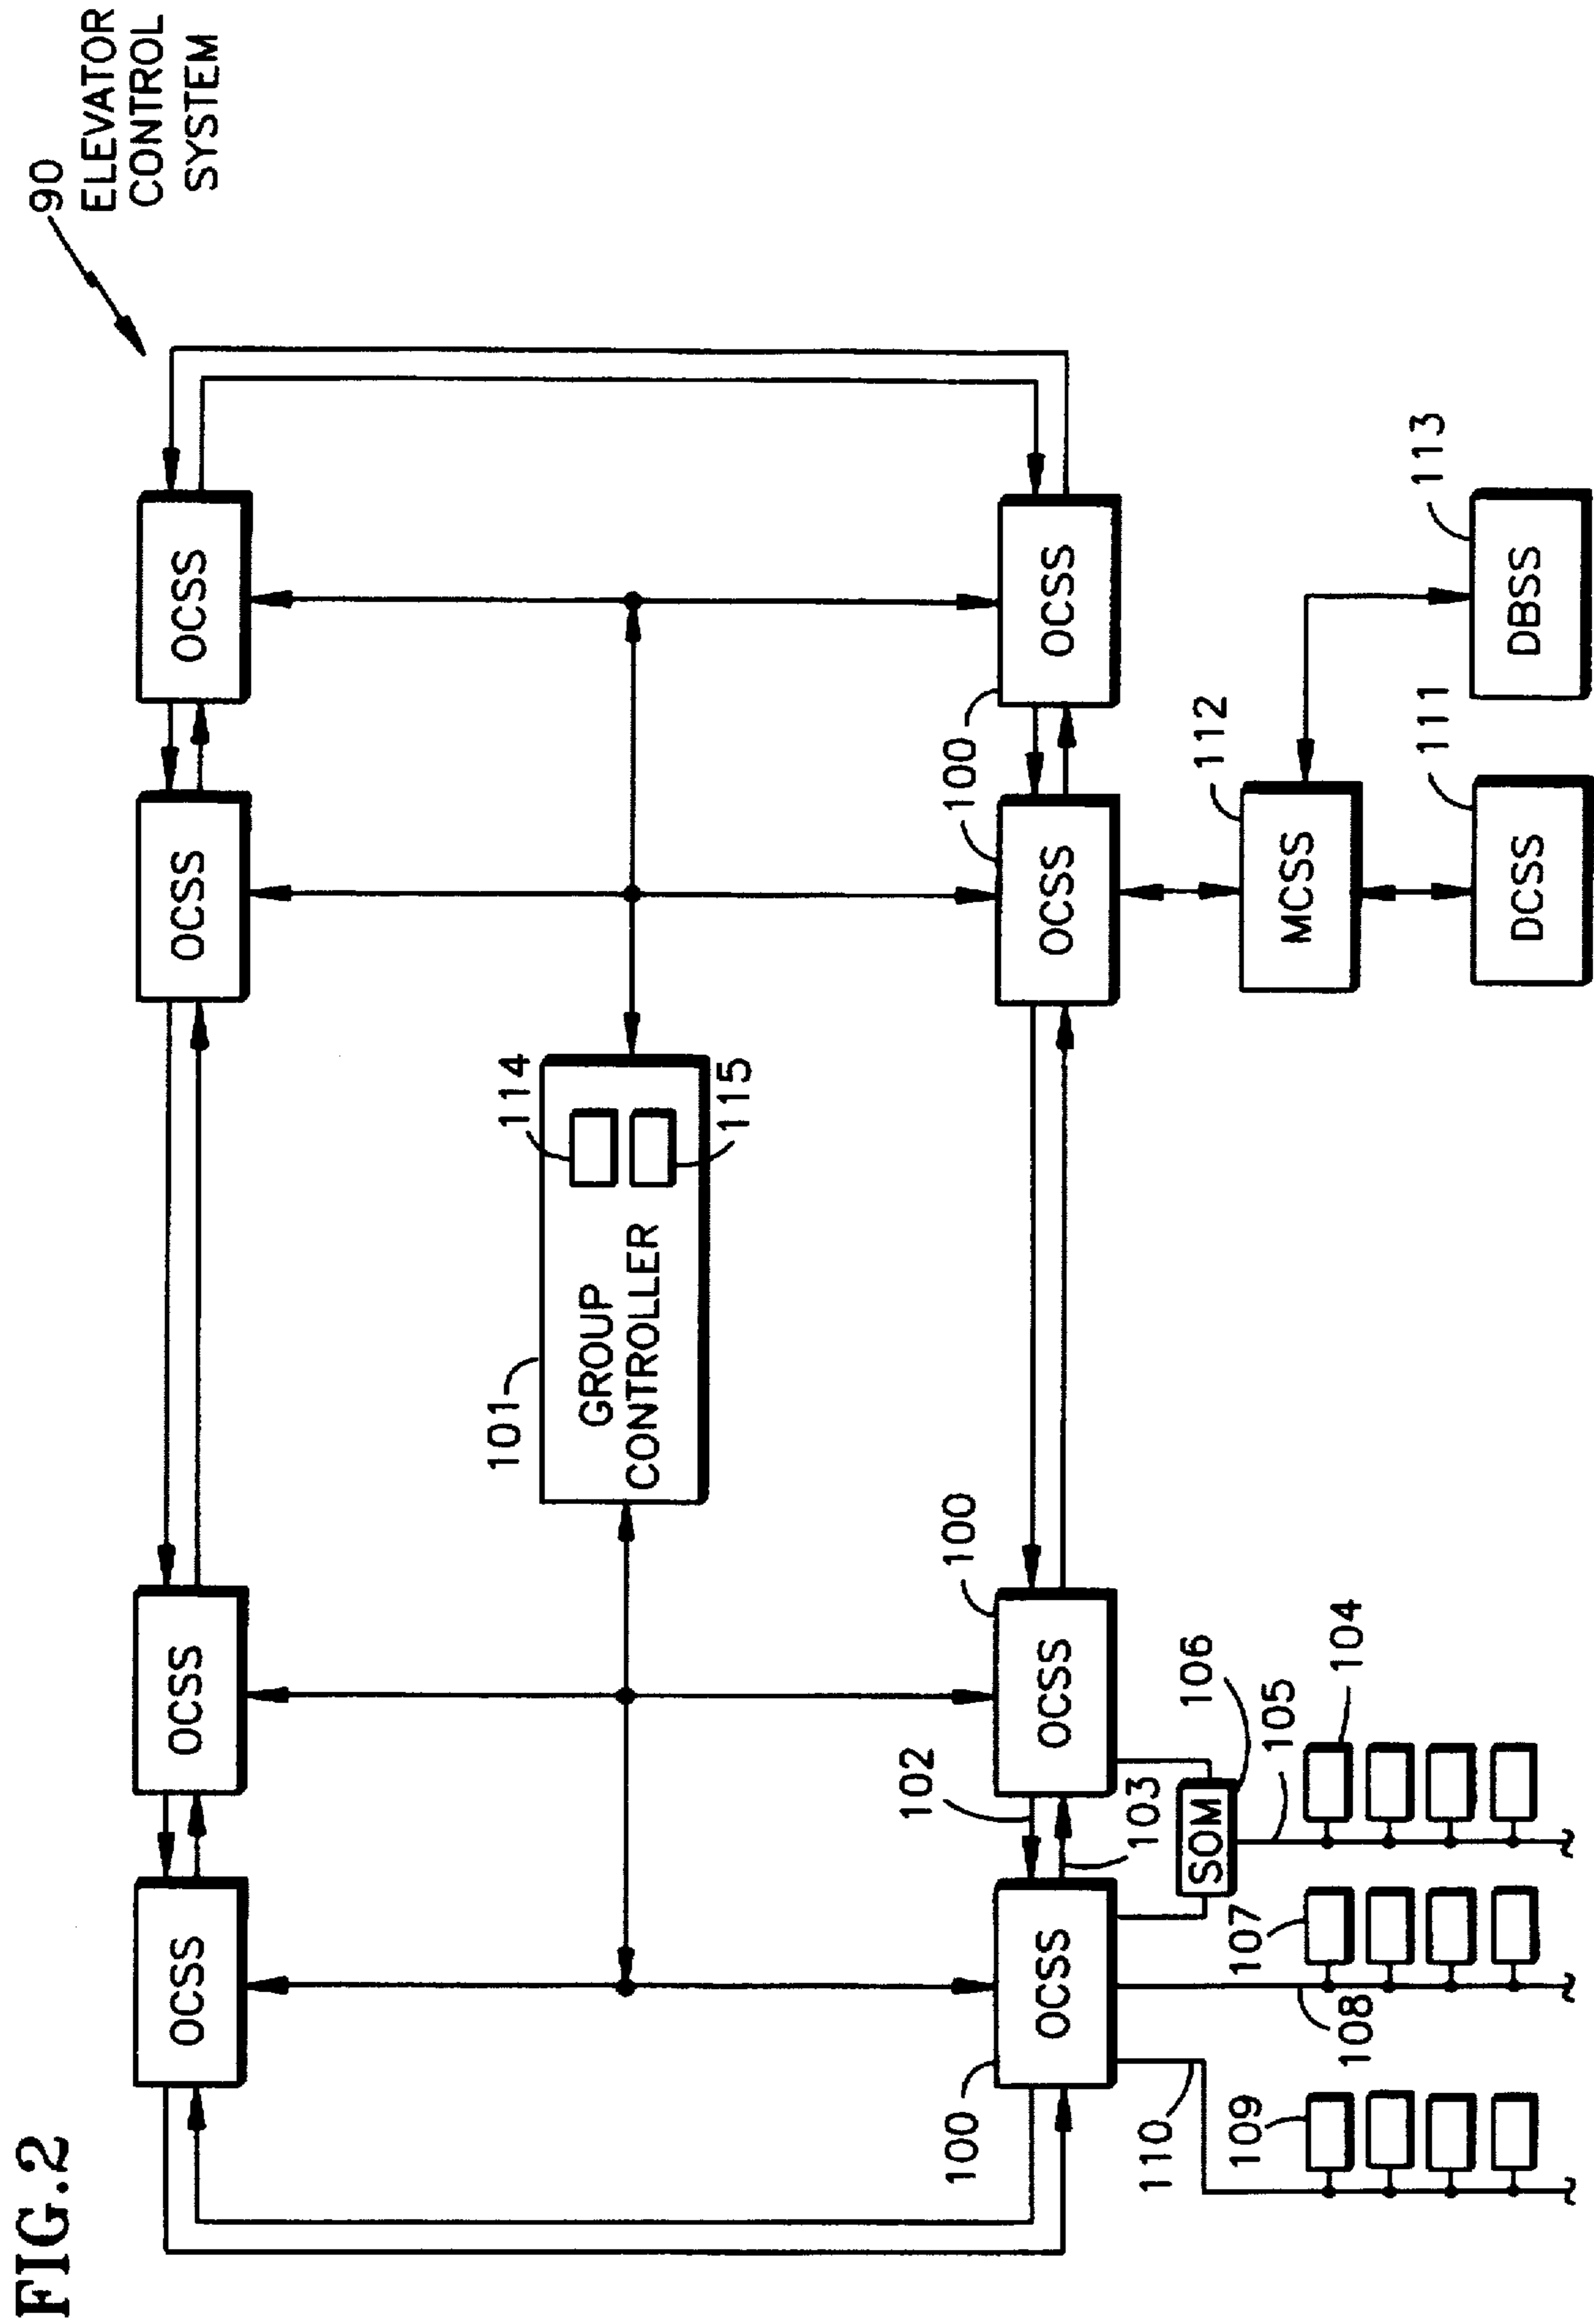 FIG.2
90
ELEVATOR
CONTROL
SYSTEM
OCSS
OCSS
OCSS
OCSS
101
GROUP
CONTROLLER
114
115
100
OCSS
102
103
100
OCSS
100
OCSS
100
OCSS
110
109
108
107
SOM
106
105
104
112
MCSS
111
DCSS
113
DBSS